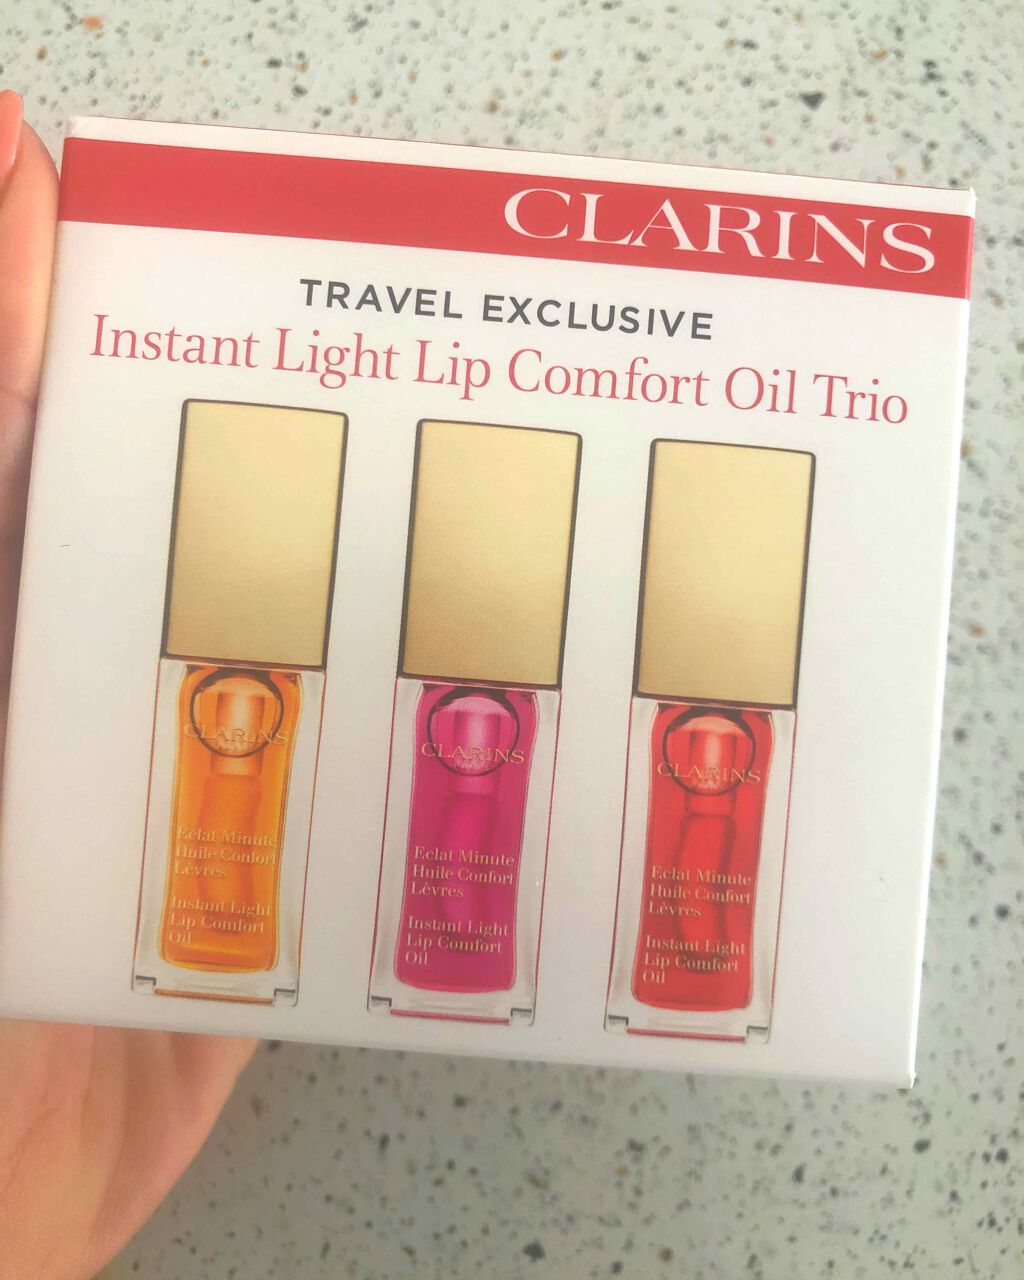 CLARINS
TRAVEL EXCLUSIVE
Instant Light Lip Comfort Oil Trio
CLARINS
Eclat Minute
Huile Confort
Lèvres
Instant Light
Lip Comfort
Oil
CLARINS
Eclat Minute
Huile Confort
Lèvres
Instant Light
Lip Comfort
Oil
CLARINS
Eclat Minute
Huile Confort
Lèvres
Instant Light
Lip Comfort
Oil